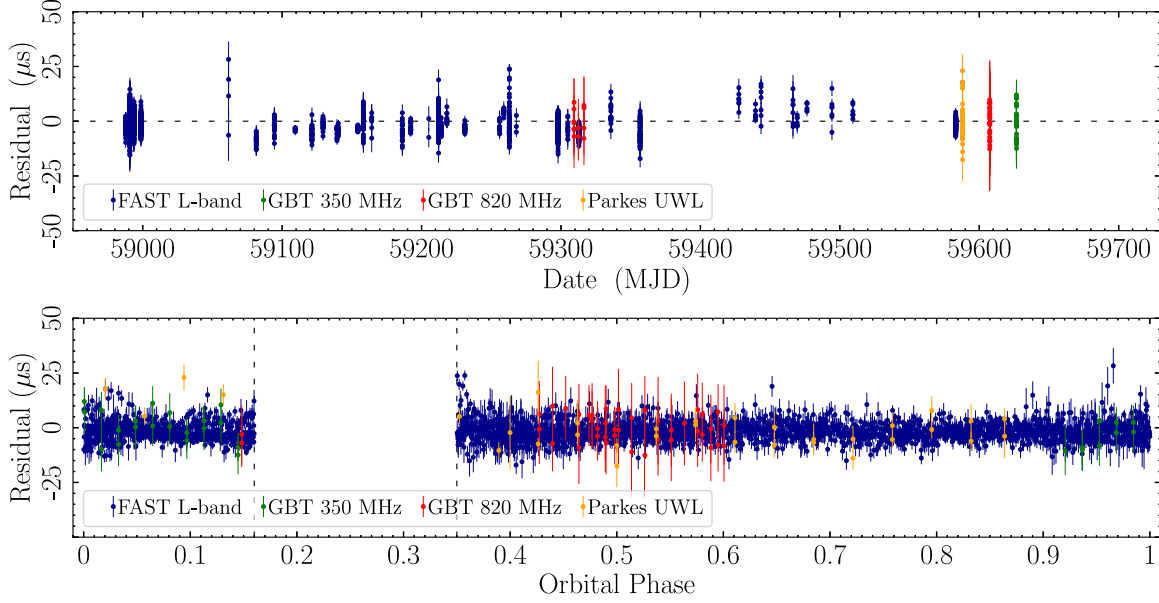 50
25
0
-25
-50
Residual (μs)
FAST L-band GBT 350 MHz GBT 820 MHz Parkes UWL
59000 59100 59200 59300 59400 59500 59600 59700
Date (MJD)
50
25
0
-25
Residual (μs)
FAST L-band GBT 350 MHz GBT 820 MHz Parkes UWL
0 0.1 0.2 0.3 0.4 0.5 0.6 0.7 0.8 0.9 1
Orbital Phase